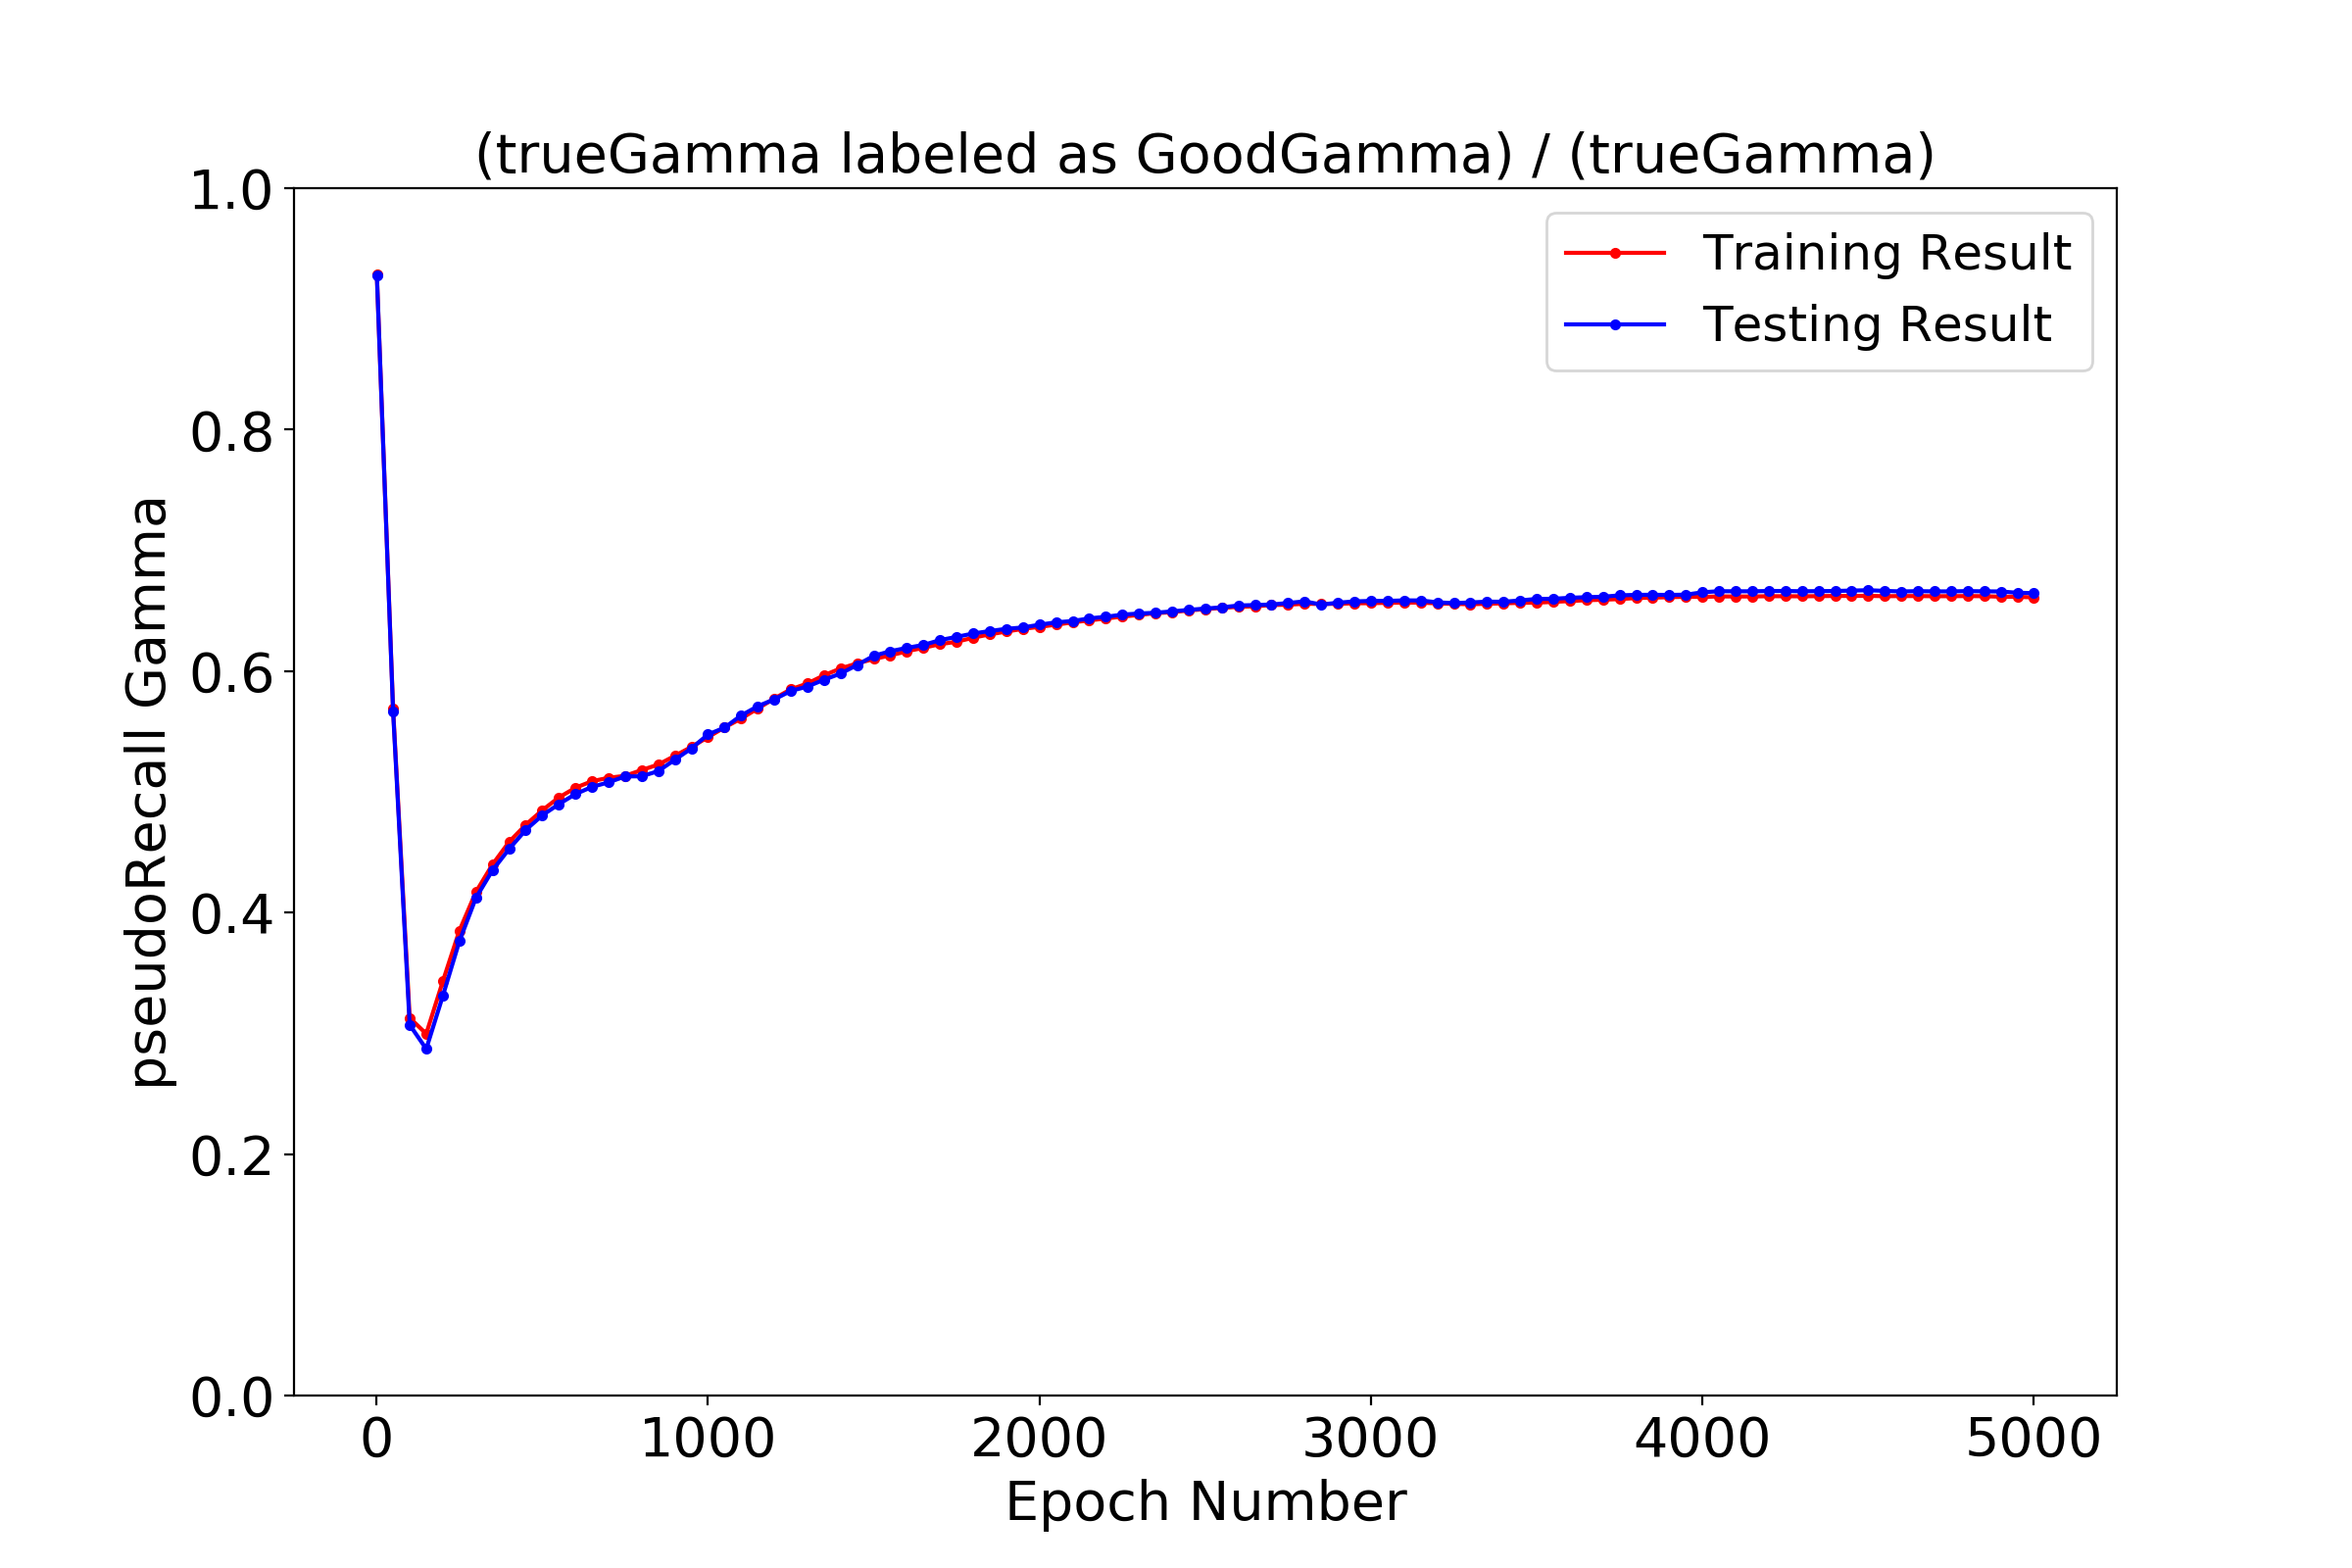 (trueGamma labeled as GoodGamma) / (trueGamma)
1.0
0.8
0.6
0.4
0.2
0.0
pseudoRecall Gamma
Training Result
Testing Result
0 1000 2000 3000 4000 5000
Epoch Number